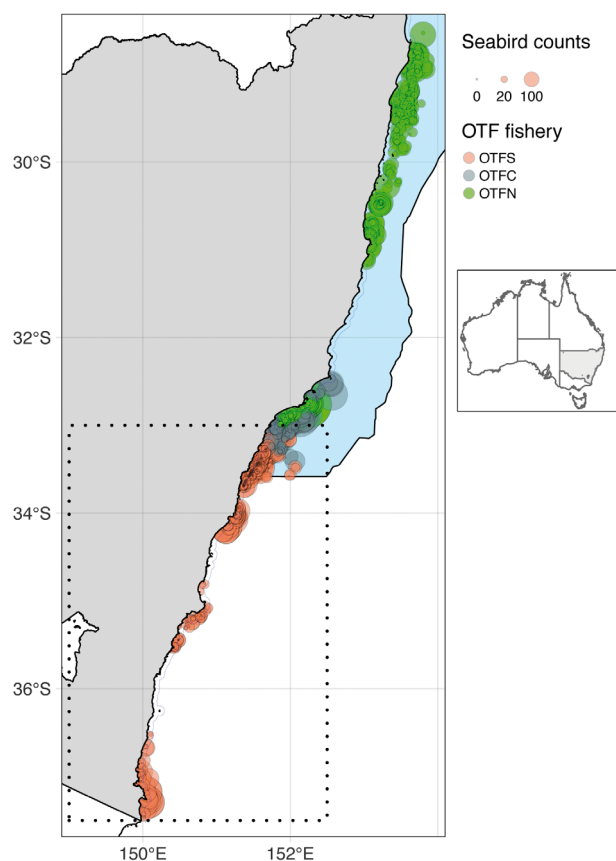 Seabird counts
0 20 100
OTF fishery
OTFS
OTFC
OTFN
30°S
32°S
34°S
36°S
150°E 152°E